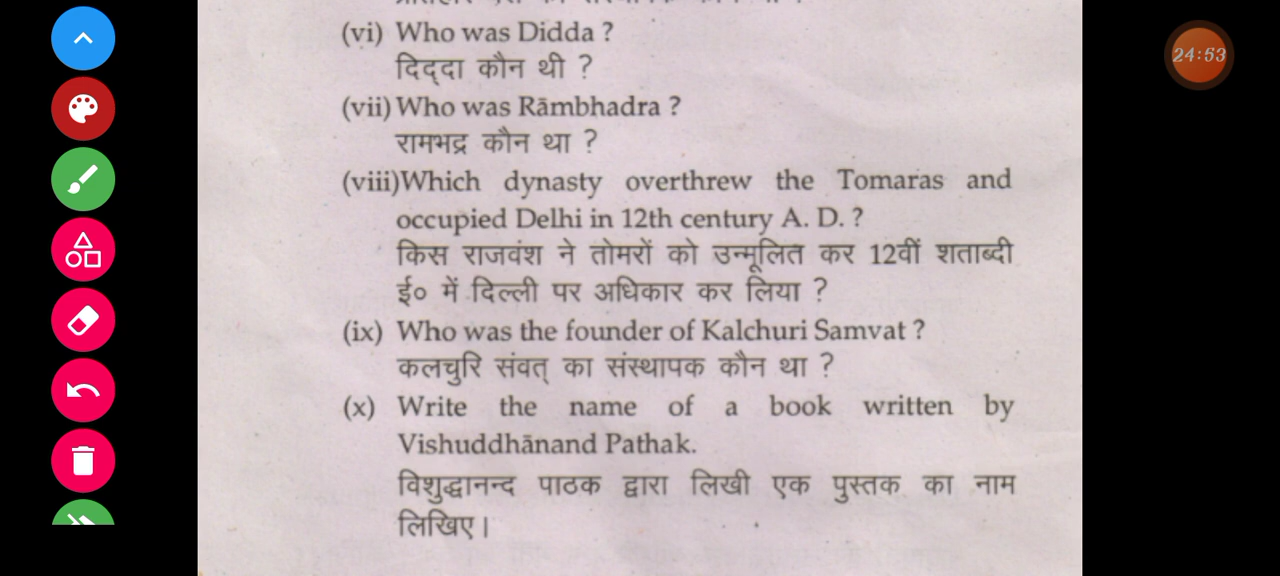 (vi) Who was Didda ?
दिद्दा कौन थी ?
(vii) Who was Rāmbhadra ?
रामभद्र कौन था ?
(viii)Which dynasty overthrew the Tomaras and
occupied Delhi in 12th century A. D. ?
किस राजवंश ने तोमरों को उन्मूलित कर 12वीं शताब्दी
ई० में दिल्ली पर अधिकार कर लिया ?
(ix) Who was the founder of Kalchuri Samvat ?
कलचुरि संवत् का संस्थापक कौन था ?
(x) Write the name of a book written by
Vishuddhānand Pathak.
विशुद्धानन्द पाठक द्वारा लिखी एक पुस्तक का नाम
लिखिए।
24:53